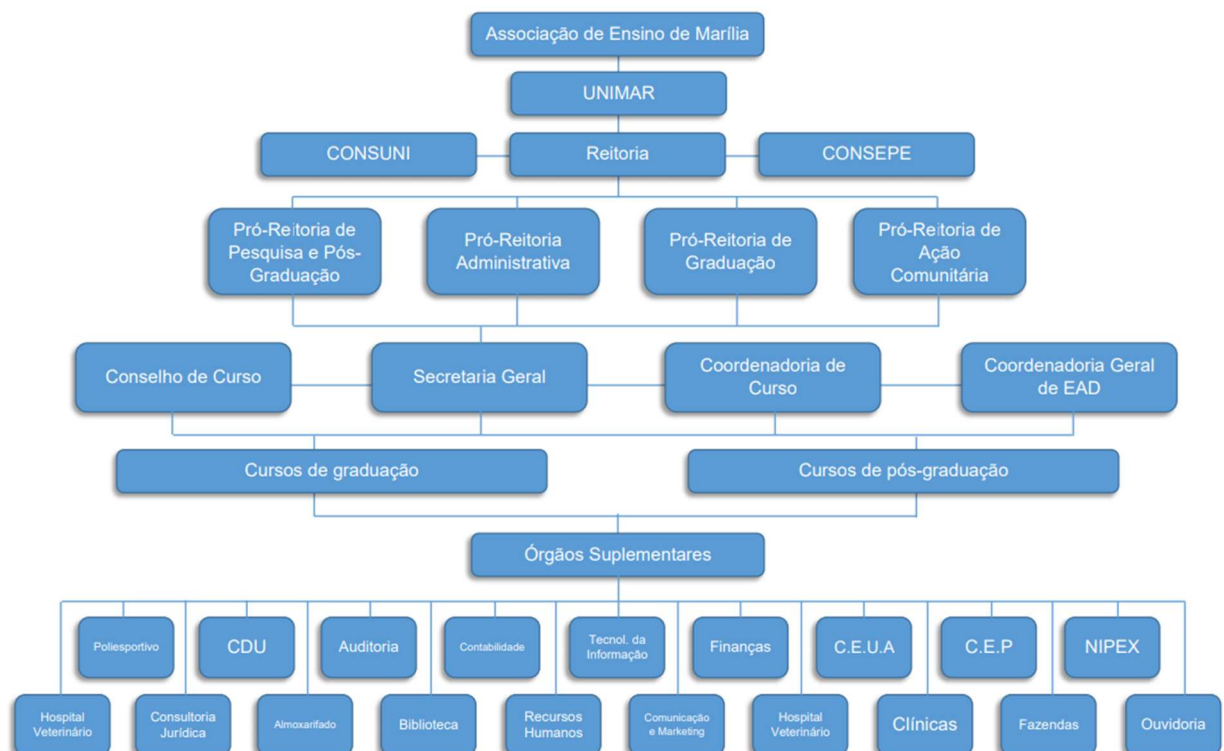 Associação de Ensino de Marília
UNIMAR
CONSUNI
Reitoria
CONSEPE
Pró-Reitoria de
Pesquisa e Pós-
Graduação
Pró-Reitoria
Administrativa
Pró-Reitoria de
Graduação
Pró-Reitoria de
Ação
Comunitária
Conselho de Curso
Secretaria Geral
Coordenadoria de
Curso
Coordenadoria Geral
de EAD
Cursos de graduação
Cursos de pós-graduação
Órgãos Suplementares
Poliesportivo
CDU
Auditoria
Contabilidade
Tecnol. da
Informação
Finanças
C.E.U.A
C.E.P
NIPEX
Hospital
Veterinário
Consultoria
Jurídica
Almoxarifado
Biblioteca
Recursos
Humanos
Comunicação
e Marketing
Hospital
Veterinário
Clínicas
Fazendas
Ouvidoria